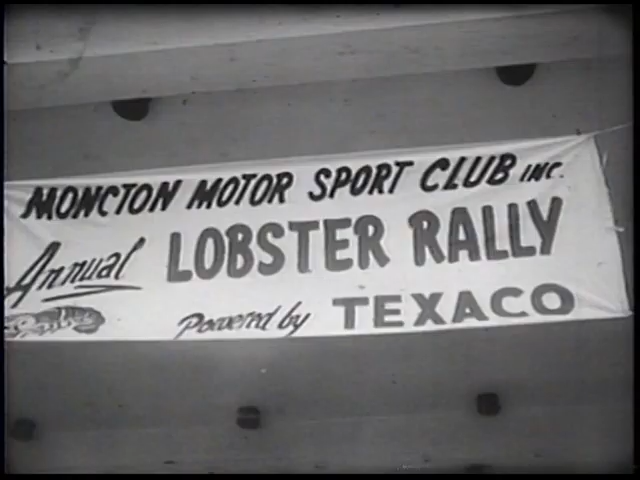 MONCTON MOTOR SPORT CLUB INC.
Annual LOBSTER RALLY
Powered by TEXACO